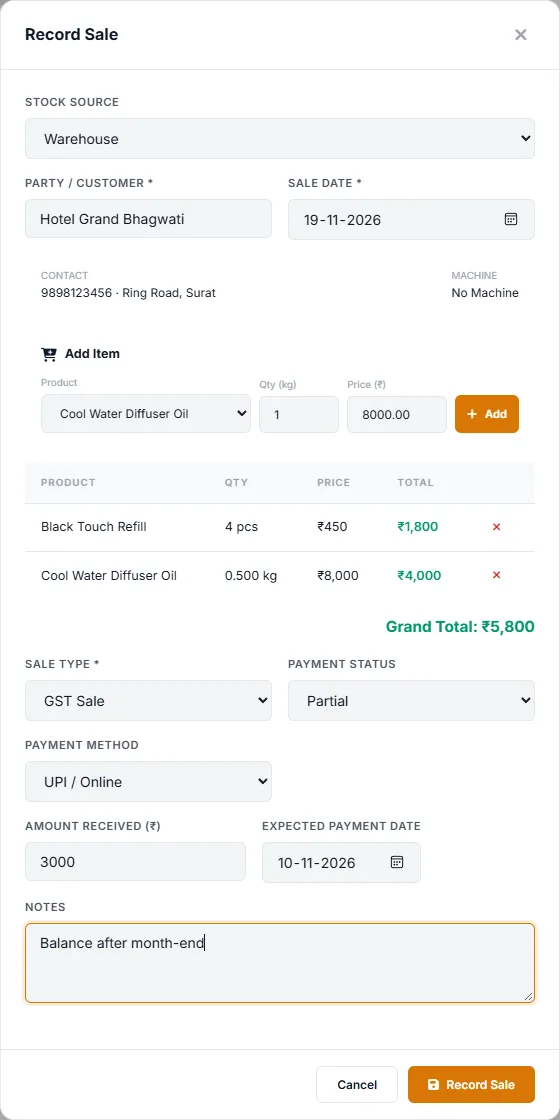 Record Sale ✕
STOCK SOURCE
Warehouse
PARTY / CUSTOMER * SALE DATE *
Hotel Grand Bhagwati 19-11-2026
CONTACT MACHINE
9898123456 · Ring Road, Surat No Machine
Add Item
Product Qty (kg) Price (₹)
Cool Water Diffuser Oil 1 8000.00 + Add
PRODUCT QTY PRICE TOTAL
Black Touch Refill 4 pcs ₹450 ₹1,800 ✕
Cool Water Diffuser Oil 0.500 kg ₹8,000 ₹4,000 ✕
Grand Total: ₹5,800
SALE TYPE * PAYMENT STATUS
GST Sale Partial
PAYMENT METHOD
UPI / Online
AMOUNT RECEIVED (₹) EXPECTED PAYMENT DATE
3000 10-11-2026
NOTES
Balance after month-end
Cancel Record Sale